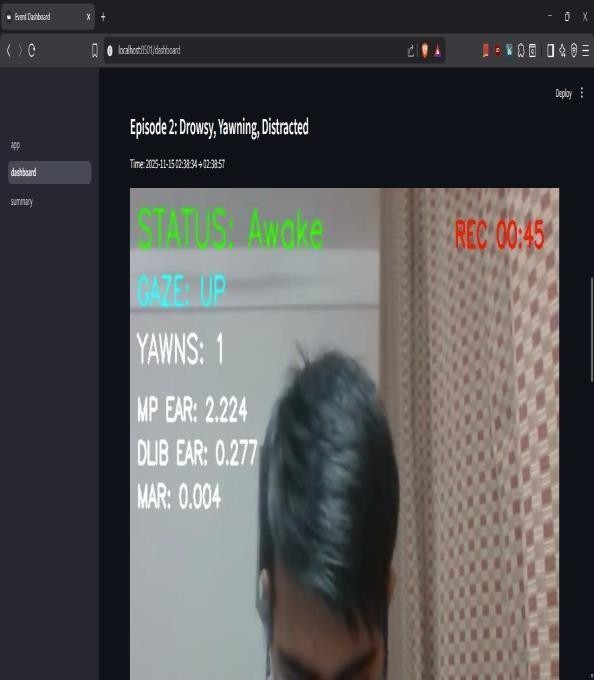 Event Dashboard
localhost:8501/dashboard
Deploy
app
dashboard
summary
Episode 2: Drowsy, Yawning, Distracted
Time: 2025-11-15 02:38:34 → 02:38:57
STATUS: Awake
REC 00:45
GAZE: UP
YAWNS: 1
MP EAR: 2.224
DLIB EAR: 0.277
MAR: 0.004